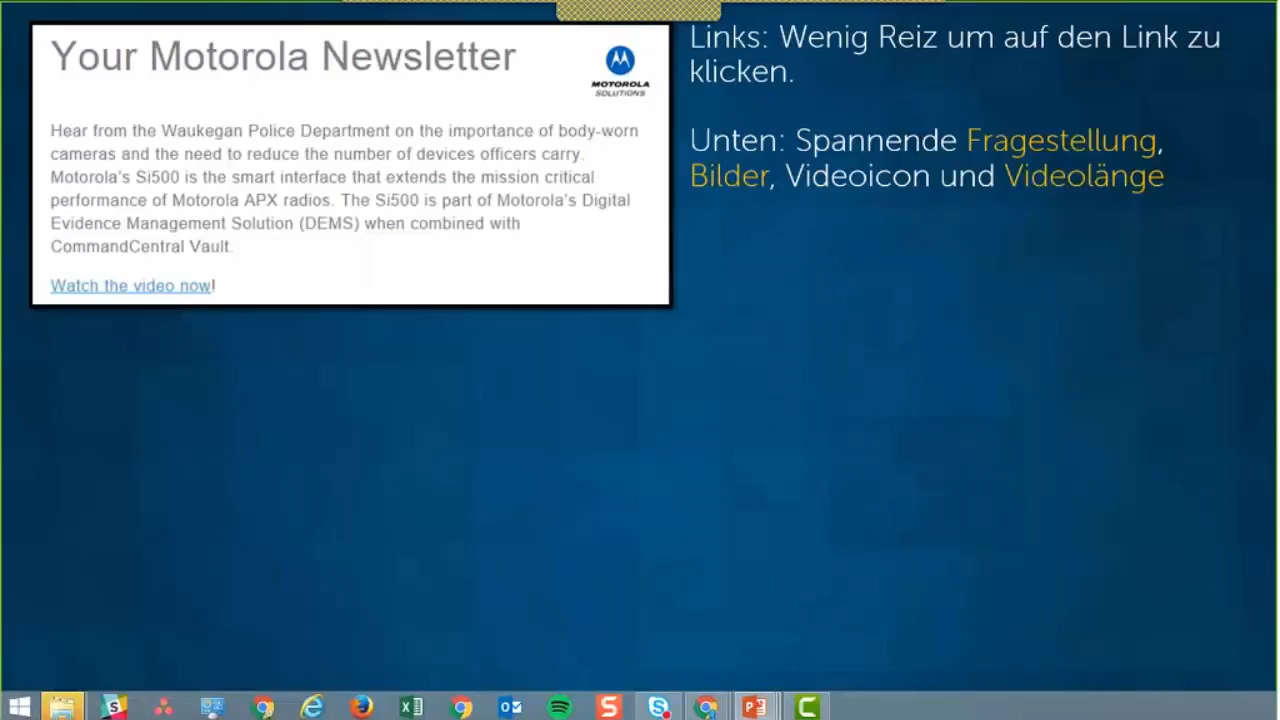 Your Motorola Newsletter
MOTOROLA
SOLUTIONS
Hear from the Waukegan Police Department on the importance of body-worn
cameras and the need to reduce the number of devices officers carry.
Motorola's Si500 is the smart interface that extends the mission critical
performance of Motorola APX radios. The Si500 is part of Motorola's Digital
Evidence Management Solution (DEMS) when combined with
CommandCentral Vault.
Watch the video now!
Links: Wenig Reiz um auf den Link zu
klicken.
Unten: Spannende Fragestellung,
Bilder, Videoicon und Videolänge